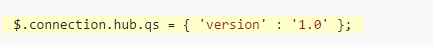 $.connection.hub.qs = { 'version' : '1.0' };